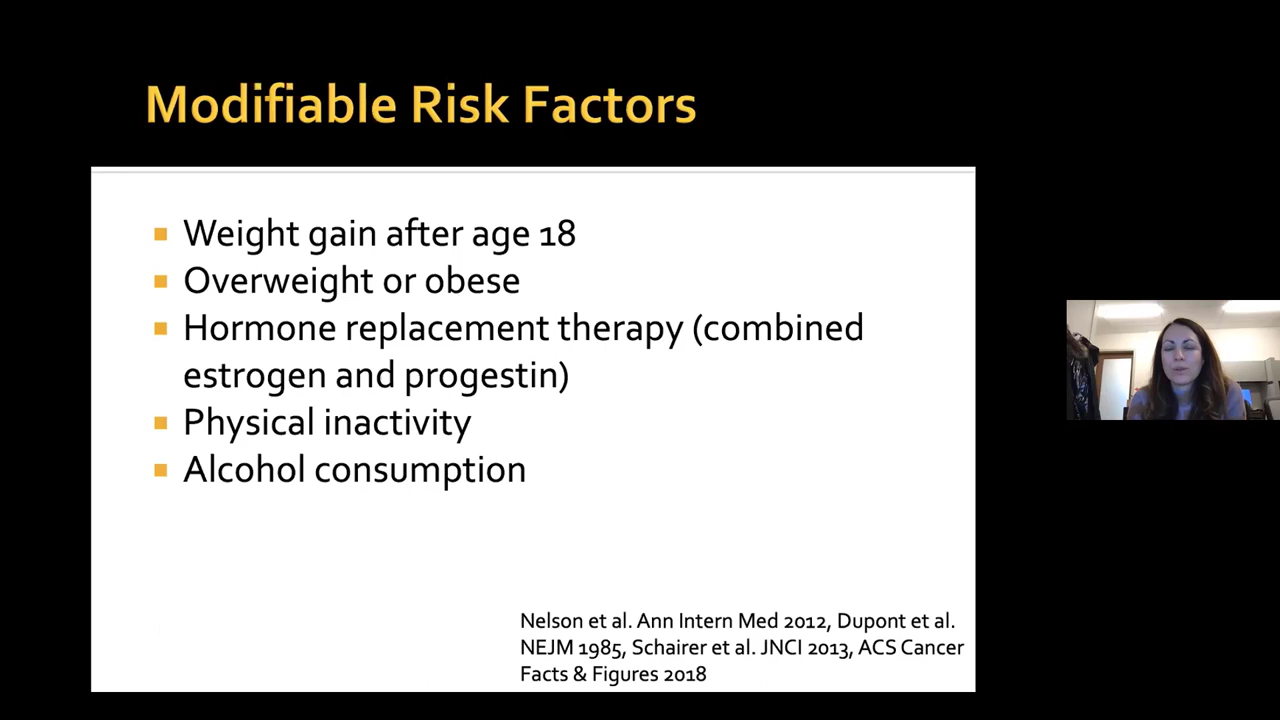 Modifiable Risk Factors
Weight gain after age 18
Overweight or obese
Hormone replacement therapy (combined
estrogen and progestin)
Physical inactivity
Alcohol consumption
Nelson et al. Ann Intern Med 2012, Dupont et al.
NEJM 1985, Schairer et al. JNCI 2013, ACS Cancer
Facts & Figures 2018